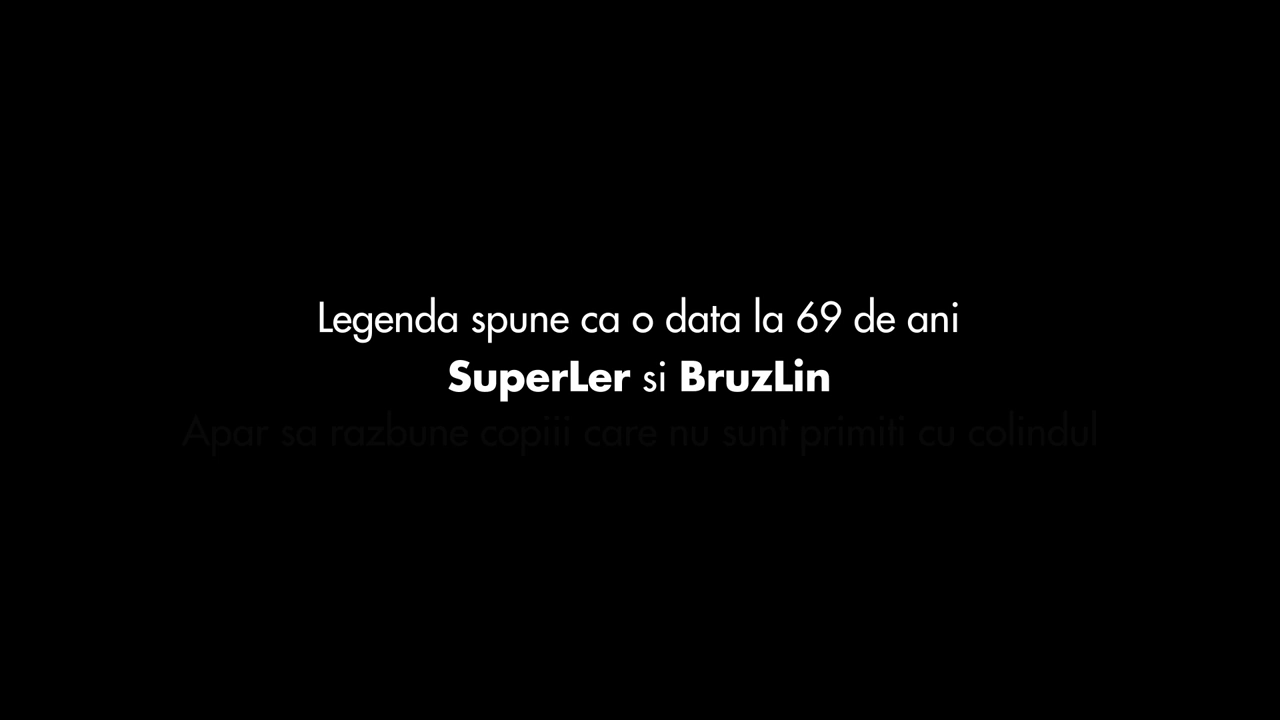 Legenda spune ca o data la 69 de ani
SuperLer si BruzLin
Apar sa razbune copiii care nu sunt primiti cu colindul